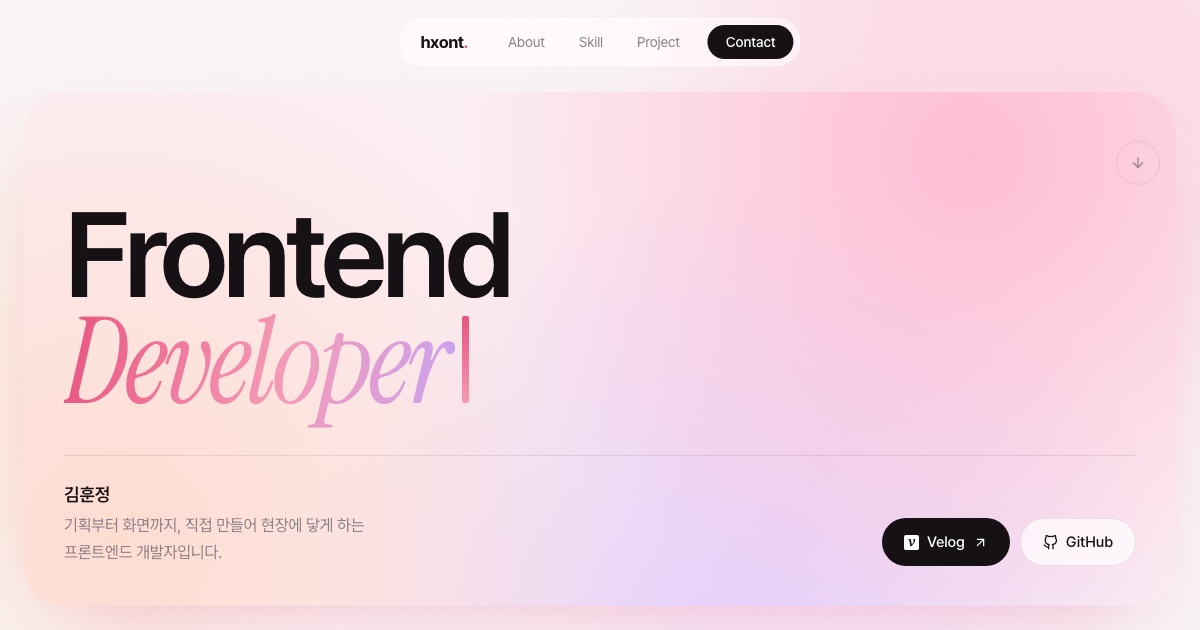 hxont.
About
Skill
Project
Contact
Frontend
Developer
김훈정
기획부터 화면까지, 직접 만들어 현장에 닿게 하는
프론트엔드 개발자입니다.
Velog
GitHub